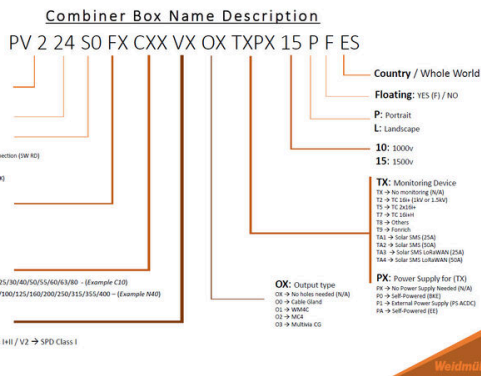 Combiner Box Name Description
PV 2 24 S0 FX CXX VX OX TXPX 15 P F ES
Country / Whole World
Floating: YES (F) / NO
P: Portrait
L: Landscape
10: 1000v
15: 1500v
TX: Monitoring Device
TX → No monitoring (N/A)
T2 → TC 16I+ (1kV or 1.5kV)
T5 → TC 2x16I+
T7 → TC 16I+H
T8 → Others
T9 → Fonrich
TA1 → Solar SMS (25A)
TA2 → Solar SMS (50A)
TA3 → Solar SMS LoRaWAN (25A)
TA4 → Solar SMS LoRaWAN (50A)
PX: Power Supply for (TX)
PX → No Power Supply Needed (N/A)
P0 → Self-Powered (BKE)
P1 → External Power Supply (PS ACDC)
PA → Self-Powered (EE)
OX: Output type
OX → No holes needed (N/A)
O0 → Cable Gland
O1 → WM4C
O2 → MC4
O3 → Multivia CG
ection (SW RD)
25/30/40/50/55/60/63/80 - (Example C10)
/100/125/160/200/250/315/355/400 – (Example N40)
I+II / V2 → SPD Class I
Weidmü